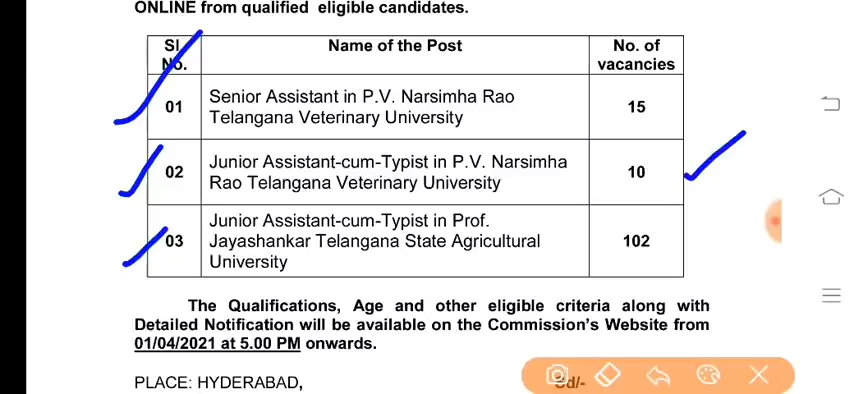 ONLINE from qualified eligible candidates.
Sl No. Name of the Post No. of vacancies
01 Senior Assistant in P.V. Narsimha Rao Telangana Veterinary University 15
02 Junior Assistant-cum-Typist in P.V. Narsimha Rao Telangana Veterinary University 10
03 Junior Assistant-cum-Typist in Prof. Jayashankar Telangana State Agricultural University 102
The Qualifications, Age and other eligible criteria along with
Detailed Notification will be available on the Commission's Website from
01/04/2021 at 5.00 PM onwards.
PLACE: HYDERABAD, Sd/-